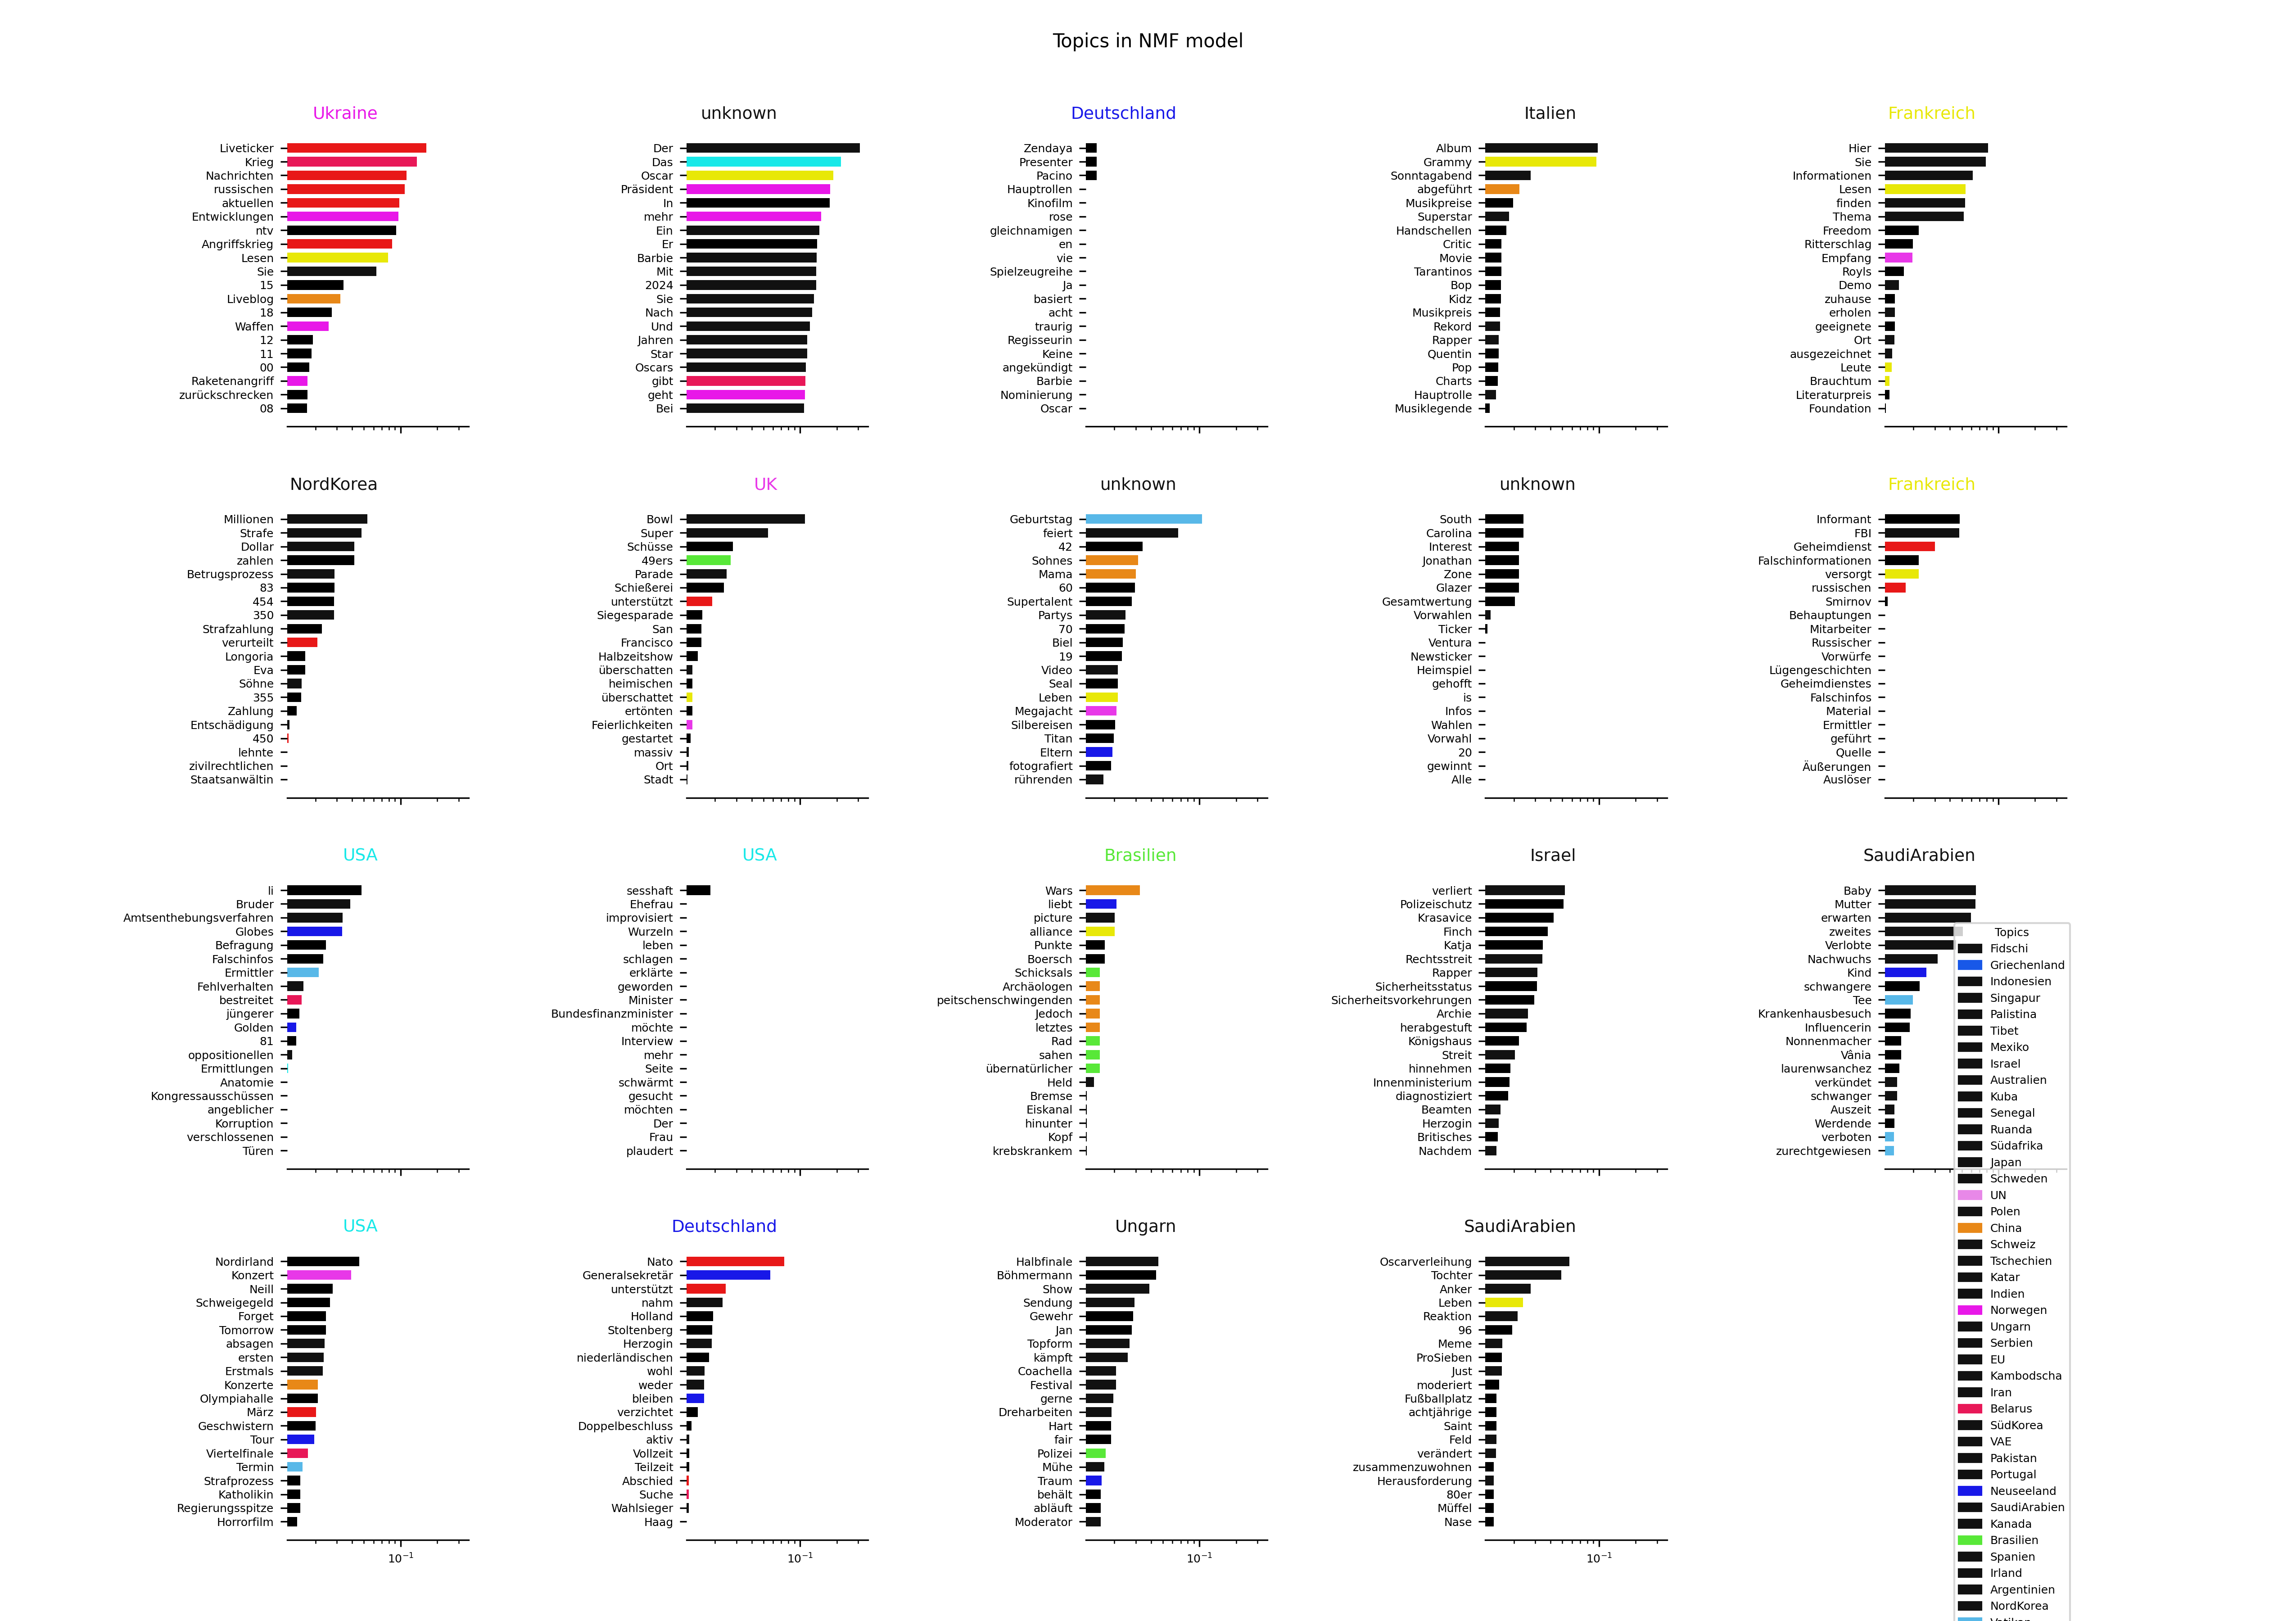 Topics in NMF model
Ukraine
Liveticker
Krieg
Nachrichten
russischen
aktuellen
Entwicklungen
ntv
Angriffskrieg
Lesen
Sie
15
Liveblog
18
Waffen
12
11
00
Raketenangriff
zurückschrecken
08
unknown
Der
Das
Oscar
Präsident
In
mehr
Ein
Er
Barbie
Mit
2024
Sie
Nach
Und
Jahren
Star
Oscars
gibt
geht
Bei
Deutschland
Zendaya
Presenter
Pacino
Hauptrollen
Kinofilm
rose
gleichnamigen
en
vie
Spielzeugreihe
Ja
basiert
acht
traurig
Regisseurin
Keine
angekündigt
Barbie
Nominierung
Oscar
Italien
Album
Grammy
Sonntagabend
abgeführt
Musikpreise
Superstar
Handschellen
Critic
Movie
Tarantinos
Bop
Kidz
Musikpreis
Rekord
Rapper
Quentin
Pop
Charts
Hauptrolle
Musiklegende
Frankreich
Hier
Sie
Informationen
Lesen
finden
Thema
Freedom
Ritterschlag
Empfang
Royls
Demo
zuhause
erholen
geeignete
Ort
ausgezeichnet
Leute
Brauchtum
Literaturpreis
Foundation
NordKorea
Millionen
Strafe
Dollar
zahlen
Betrugsprozess
83
454
350
Strafzahlung
verurteilt
Longoria
Eva
Söhne
355
Zahlung
Entschädigung
450
lehnte
zivilrechtlichen
Staatsanwältin
UK
Bowl
Super
Schüsse
49ers
Parade
Schießerei
unterstützt
Siegesparade
San
Francisco
Halbzeitshow
überschatten
heimischen
überschattet
ertönten
Feierlichkeiten
gestartet
massiv
Ort
Stadt
unknown
Geburtstag
feiert
42
Sohnes
Mama
60
Supertalent
Partys
70
Biel
19
Video
Seal
Leben
Megajacht
Silbereisen
Titan
Eltern
fotografiert
rührenden
unknown
South
Carolina
Interest
Jonathan
Zone
Glazer
Gesamtwertung
Vorwahlen
Ticker
Ventura
Newsticker
Heimspiel
gehofft
is
Infos
Wahlen
Vorwahl
20
gewinnt
Alle
Frankreich
Informant
FBI
Geheimdienst
Falschinformationen
versorgt
russischen
Smirnov
Behauptungen
Mitarbeiter
Russischer
Vorwürfe
Lügengeschichten
Geheimdienstes
Falschinfos
Material
Ermittler
geführt
Quelle
Äußerungen
Auslöser
USA
li
Bruder
Amtsenthebungsverfahren
Globes
Befragung
Falschinfos
Ermittler
Fehlverhalten
bestreitet
jüngerer
Golden
81
oppositionellen
Ermittlungen
Anatomie
Kongressausschüssen
angeblicher
Korruption
verschlossenen
Türen
USA
sesshaft
Ehefrau
improvisiert
Wurzeln
leben
schlagen
erklärte
geworden
Minister
Bundesfinanzminister
möchte
Interview
mehr
Seite
schwärmt
gesucht
möchten
Der
Frau
plaudert
Brasilien
Wars
liebt
picture
alliance
Punkte
Boersch
Schicksals
Archäologen
peitschenschwingenden
Jedoch
letztes
Rad
sahen
übernatürlicher
Held
Bremse
Eiskanal
hinunter
Kopf
krebskrankem
Israel
verliert
Polizeischutz
Krasavice
Finch
Katja
Rechtsstreit
Rapper
Sicherheitsstatus
Sicherheitsvorkehrungen
Archie
herabgestuft
Königshaus
Streit
hinnehmen
Innenministerium
diagnostiziert
Beamten
Herzogin
Britisches
Nachdem
SaudiArabien
Baby
Mutter
erwarten
zweites
Verlobte
Nachwuchs
Kind
schwangere
Tee
Krankenhausbesuch
Influencerin
Nonnenmacher
Vânia
laurenwsanchez
verkündet
schwanger
Auszeit
Werdende
verboten
zurechtgewiesen
USA
Nordirland
Konzert
Neill
Schweigegeld
Forget
Tomorrow
absagen
ersten
Erstmals
Konzerte
Olympiahalle
März
Geschwistern
Tour
Viertelfinale
Termin
Strafprozess
Katholikin
Regierungsspitze
Horrorfilm
10⁻¹
Deutschland
Nato
Generalsekretär
unterstützt
nahm
Holland
Stoltenberg
Herzogin
niederländischen
wohl
weder
bleiben
verzichtet
Doppelbeschluss
aktiv
Vollzeit
Teilzeit
Abschied
Suche
Wahlsieger
Haag
10⁻¹
Ungarn
Halbfinale
Böhmermann
Show
Sendung
Gewehr
Jan
Topform
kämpft
Coachella
Festival
gerne
Dreharbeiten
Hart
fair
Polizei
Mühe
Traum
behält
abläuft
Moderator
10⁻¹
SaudiArabien
Oscarverleihung
Tochter
Anker
Leben
Reaktion
96
Meme
ProSieben
Just
moderiert
Fußballplatz
achtjährige
Saint
Feld
verändert
zusammenzuwohnen
Herausforderung
80er
Müffel
Nase
10⁻¹
Topics
Fidschi
Griechenland
Indonesien
Singapur
Palistina
Tibet
Mexiko
Israel
Australien
Kuba
Senegal
Ruanda
Südafrika
Japan
Schweden
UN
Polen
China
Schweiz
Tschechien
Katar
Indien
Norwegen
Ungarn
Serbien
EU
Kambodscha
Iran
Belarus
SüdKorea
VAE
Pakistan
Portugal
Neuseeland
SaudiArabien
Kanada
Brasilien
Spanien
Irland
Argentinien
NordKorea